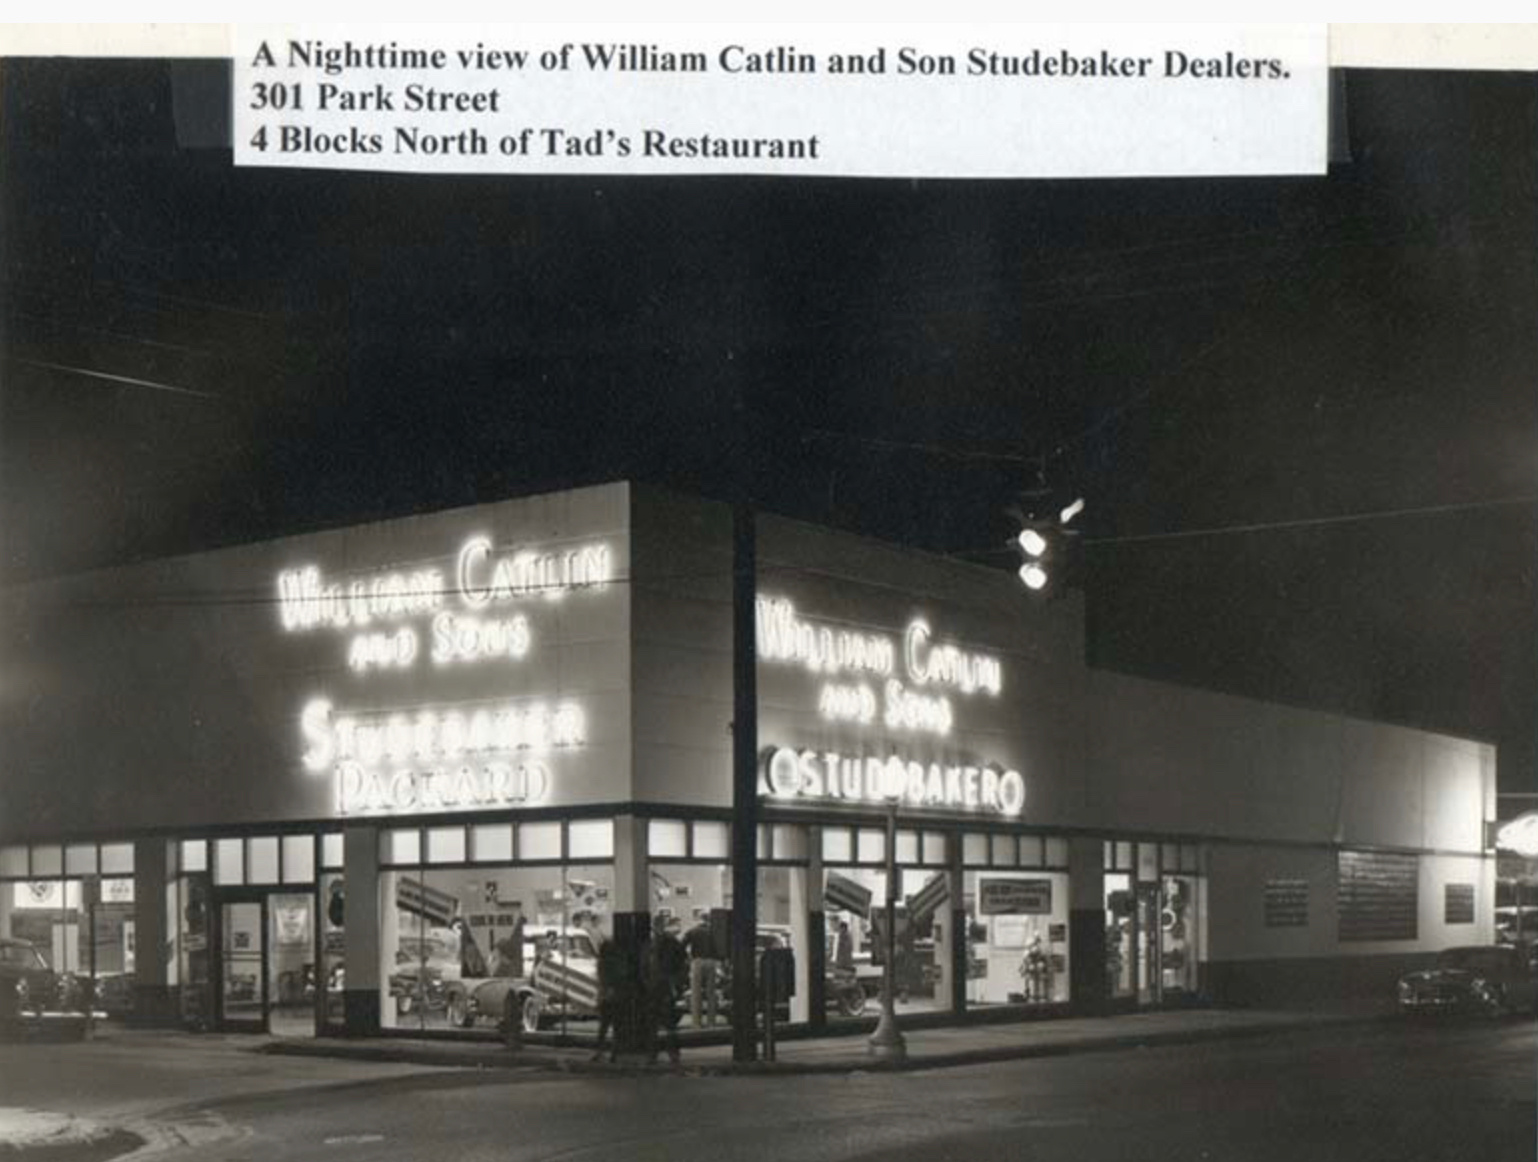 A Nighttime view of William Catlin and Son Studebaker Dealers.
301 Park Street
4 Blocks North of Tad's Restaurant
WILLIAM CATLIN
AND SONS
STUDEBAKER
PACKARD
WILLIAM CATLIN
AND SONS
STUDEBAKER